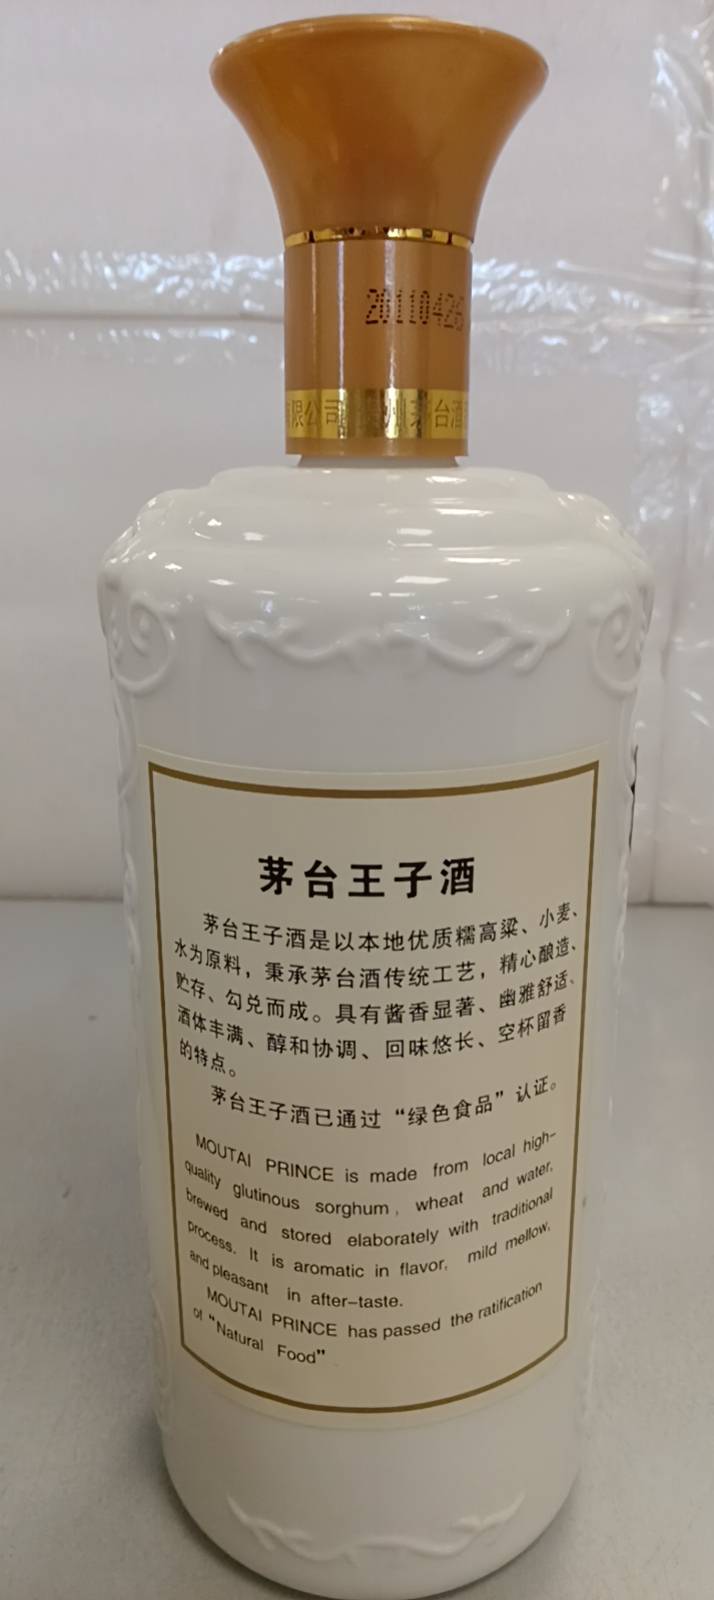 20110426
有限公司 贵州茅台酒
茅台王子酒
茅台王子酒是以本地优质糯高粱、小麦、
水为原料，秉承茅台酒传统工艺，精心酿造、
贮存、勾兑而成。具有酱香显著、幽雅舒适、
酒体丰满、醇和协调、回味悠长、空杯留香
的特点。
茅台王子酒已通过“绿色食品”认证。
MOUTAI PRINCE is made from local high-
quality glutinous sorghum, wheat and water,
brewed and stored elaborately with traditional
process. It is aromatic in flavor, mild mellow,
and pleasant in after-taste.
MOUTAI PRINCE has passed the ratification
of "Natural Food"